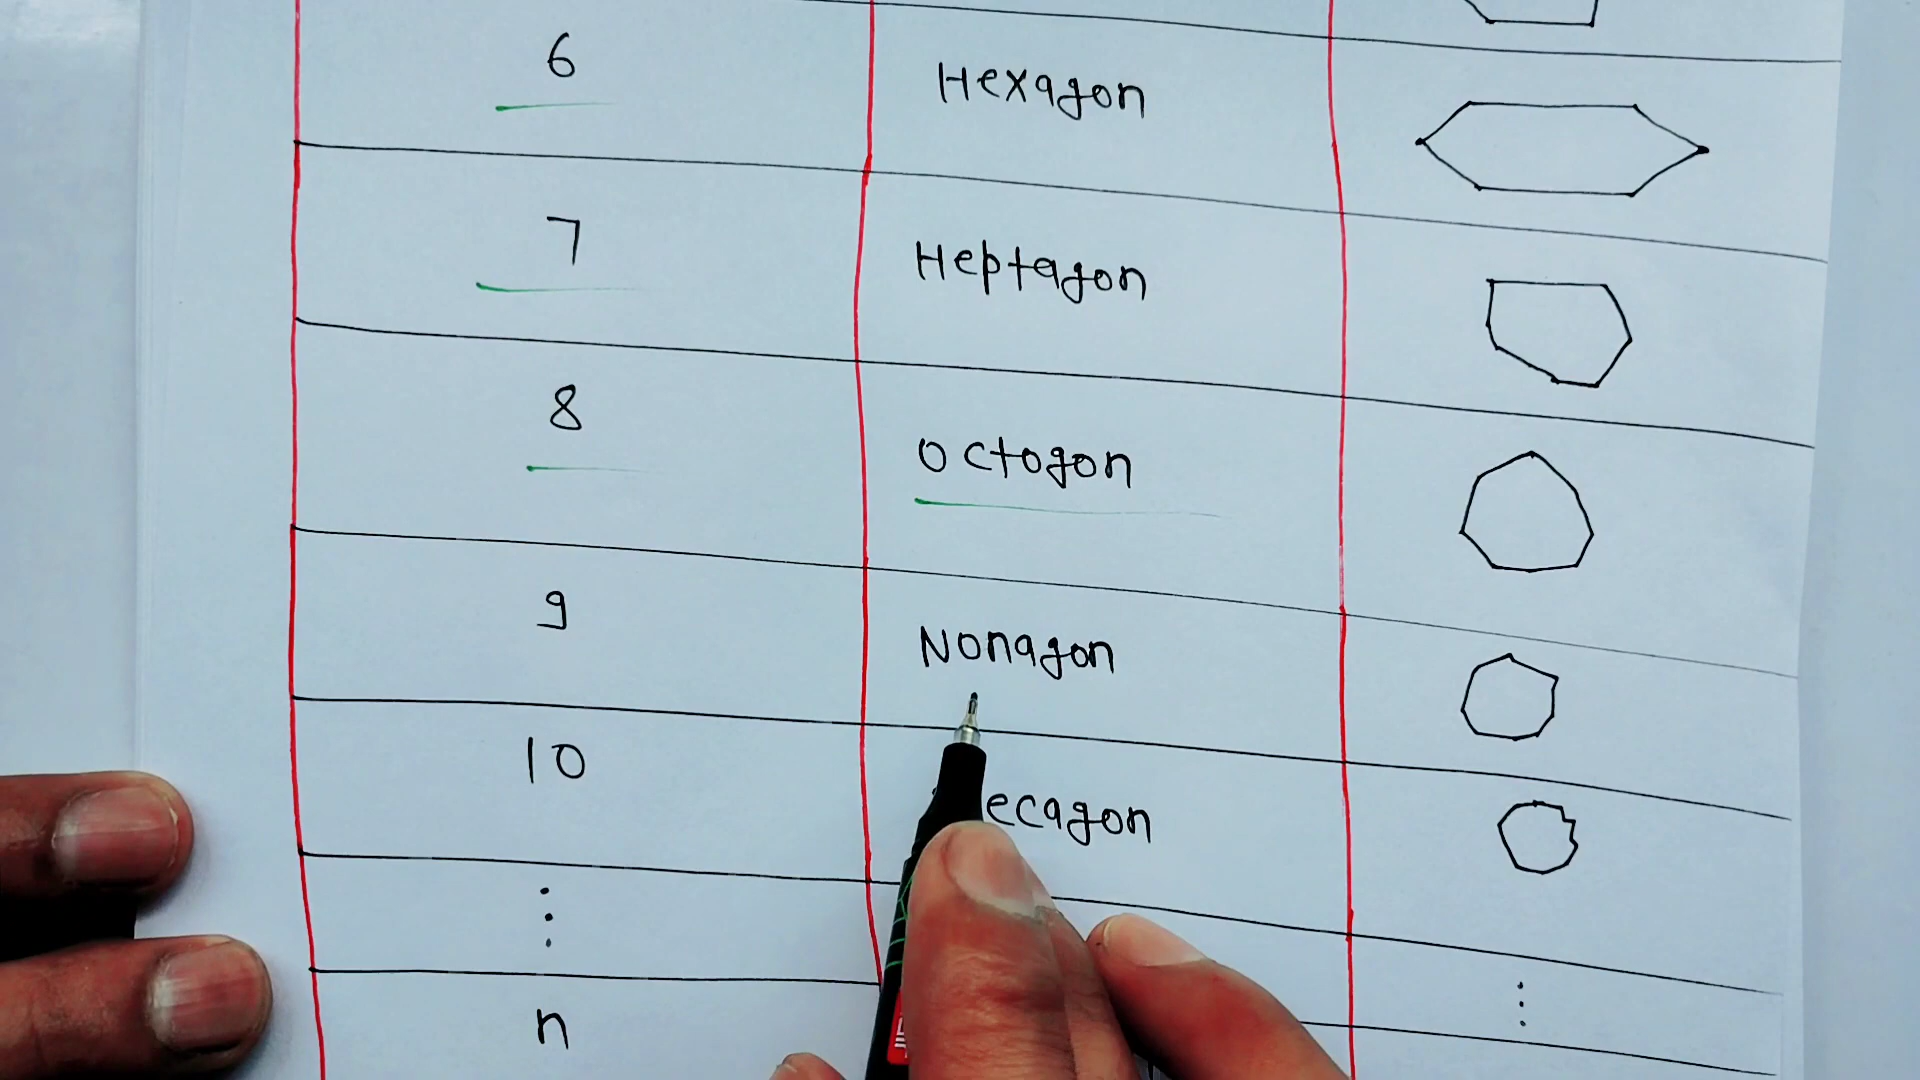 6 Hexagon
7 Heptagon
8 Octogon
9 Nonagon
10 ecagon
⋮ ⋮
n